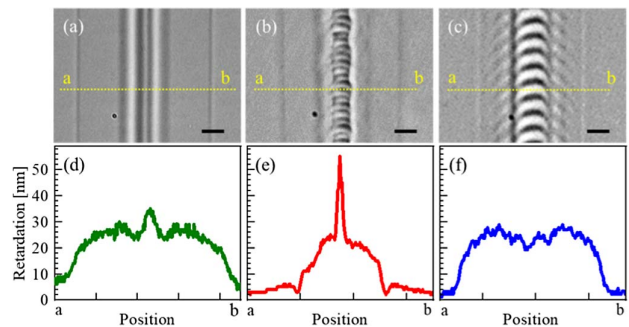 (a) (b) (c)
a b a b a b
(d) (e) (f)
Retardation [nm]
50
40
30
20
10
0
a b a b a b
Position Position Position